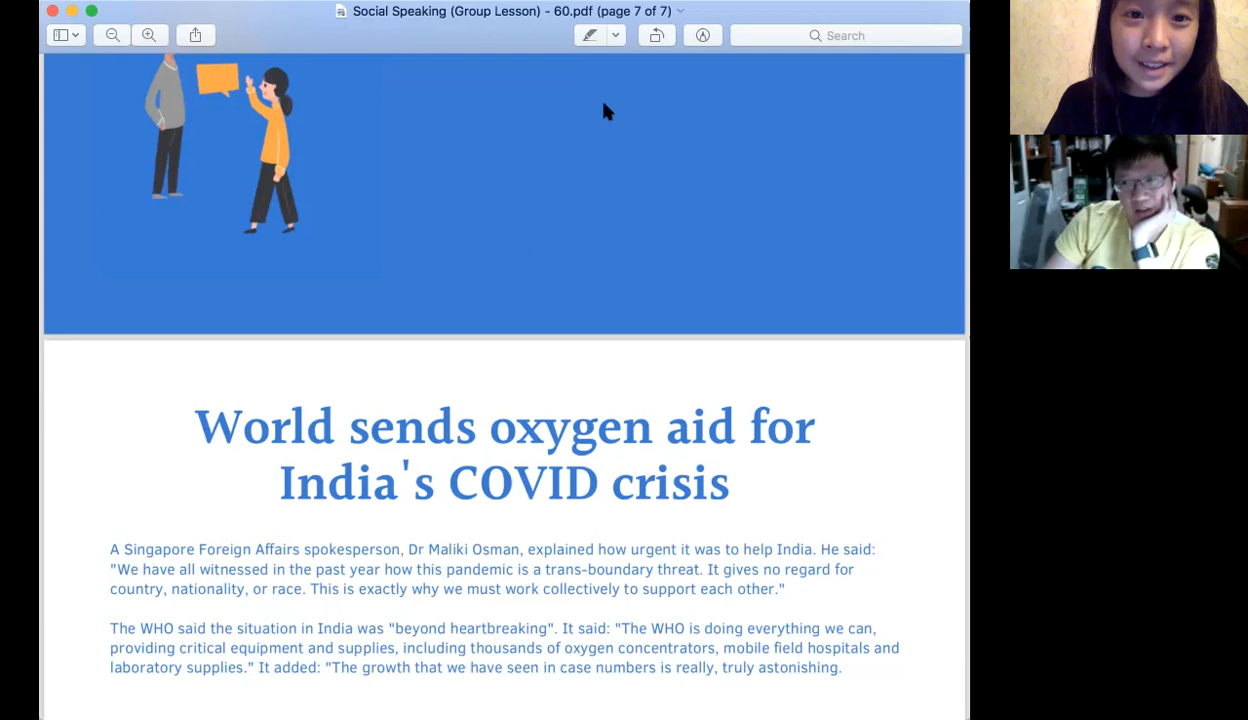 Social Speaking (Group Lesson) - 60.pdf (page 7 of 7)
Search
World sends oxygen aid for
India's COVID crisis
A Singapore Foreign Affairs spokesperson, Dr Maliki Osman, explained how urgent it was to help India. He said:
"We have all witnessed in the past year how this pandemic is a trans-boundary threat. It gives no regard for
country, nationality, or race. This is exactly why we must work collectively to support each other."
The WHO said the situation in India was "beyond heartbreaking". It said: "The WHO is doing everything we can,
providing critical equipment and supplies, including thousands of oxygen concentrators, mobile field hospitals and
laboratory supplies." It added: "The growth that we have seen in case numbers is really, truly astonishing.